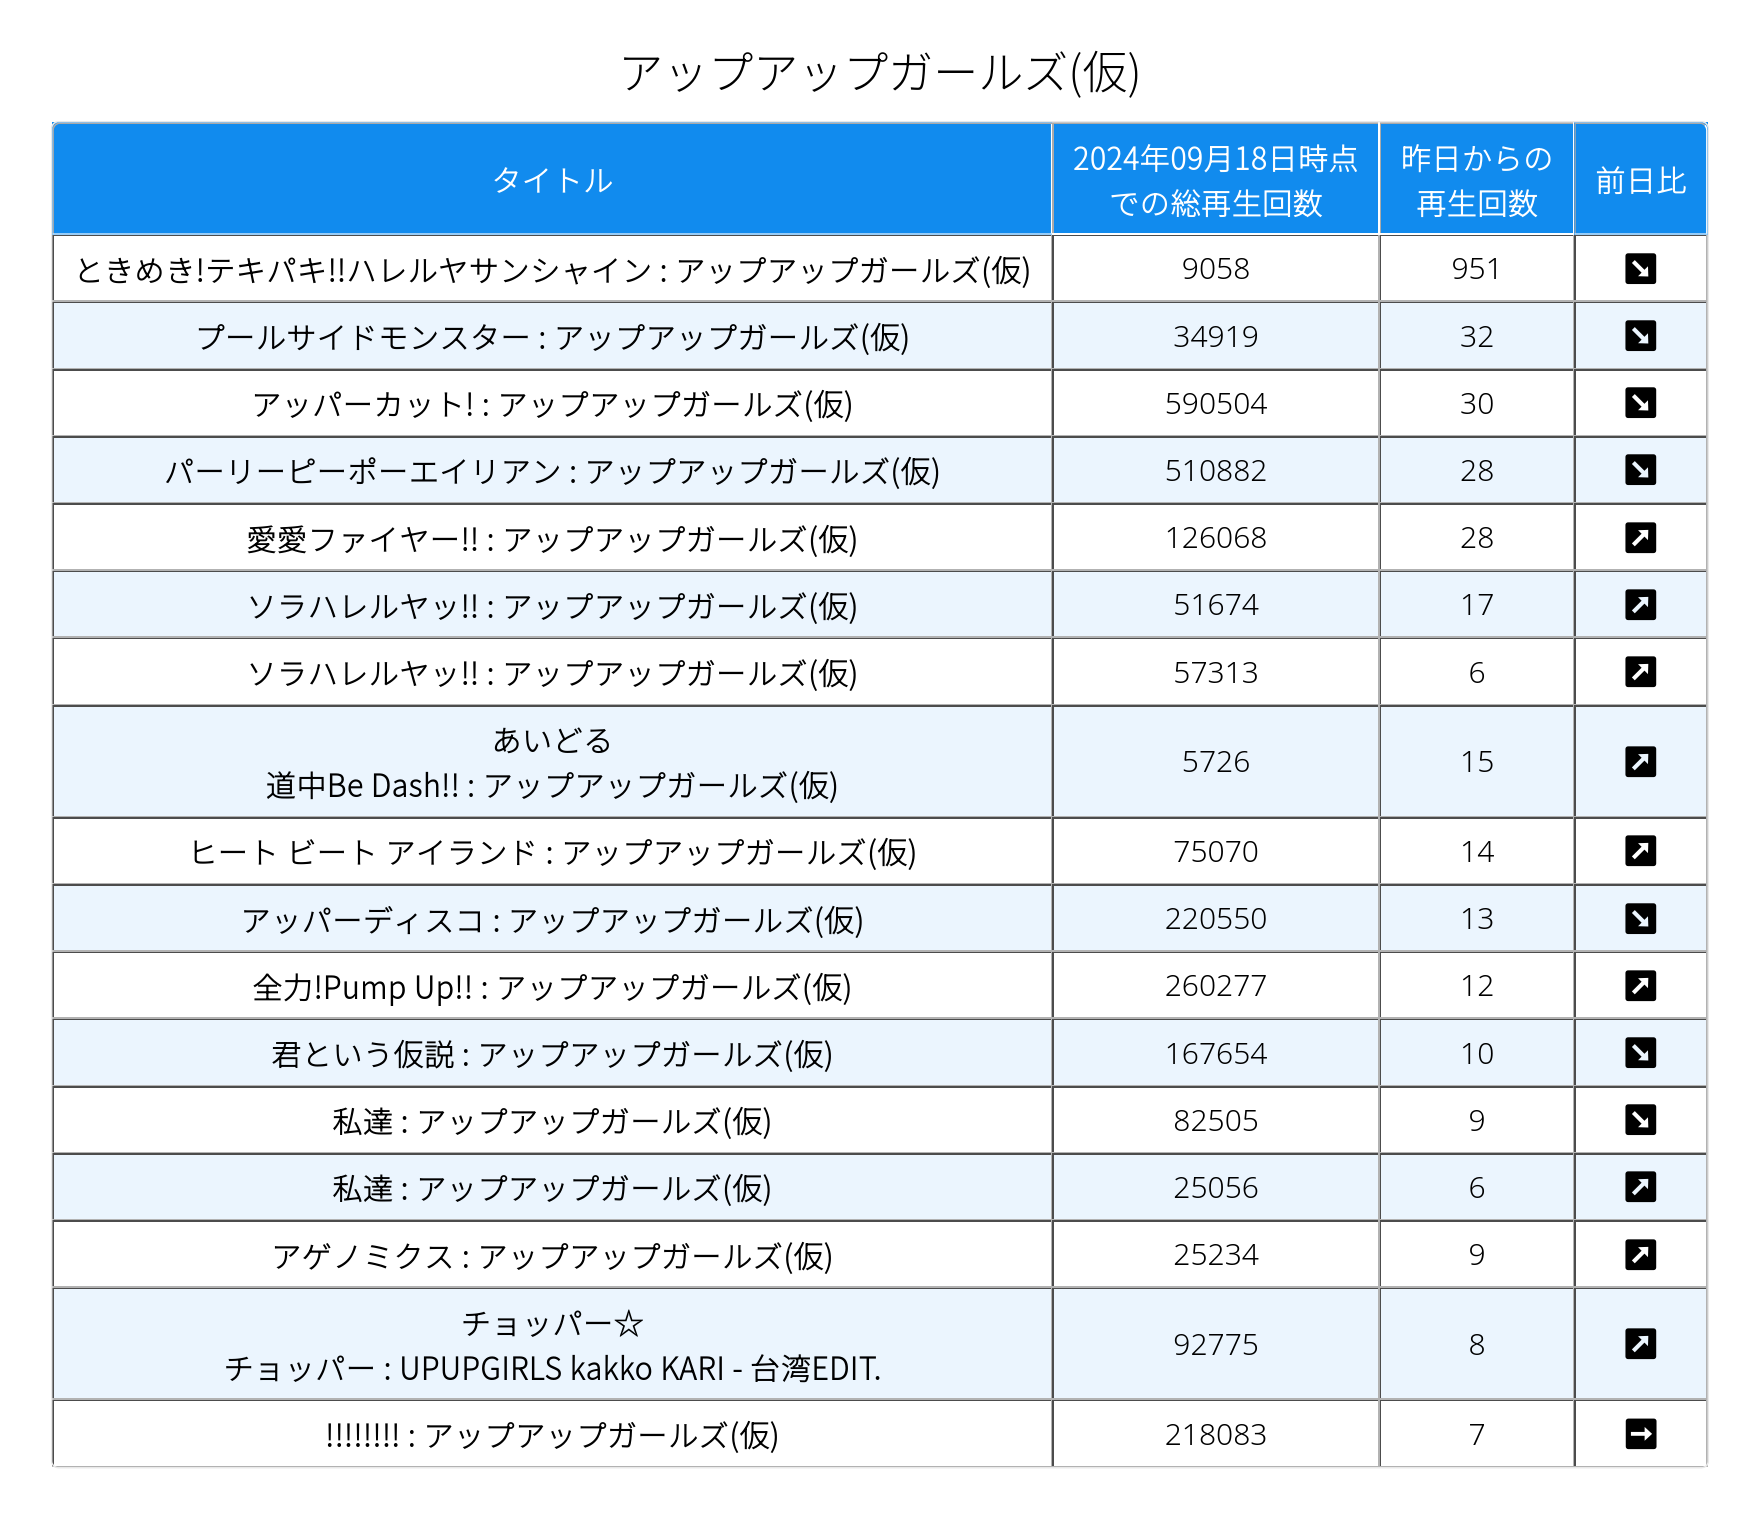 アップアップガールズ(仮)
タイトル
2024年09月18日時点
での総再生回数
昨日からの
再生回数
前日比
ときめき!テキパキ!!ハレルヤサンシャイン : アップアップガールズ(仮) 9058 951 ↘
プールサイドモンスター : アップアップガールズ(仮) 34919 32 ↘
アッパーカット! : アップアップガールズ(仮) 590504 30 ↘
パーリーピーポーエイリアン : アップアップガールズ(仮) 510882 28 ↘
愛愛ファイヤー!! : アップアップガールズ(仮) 126068 28 ↗
ソラハレルヤッ!! : アップアップガールズ(仮) 51674 17 ↗
ソラハレルヤッ!! : アップアップガールズ(仮) 57313 6 ↗
あいどる
道中Be Dash!! : アップアップガールズ(仮) 5726 15 ↗
ヒート ビート アイランド : アップアップガールズ(仮) 75070 14 ↗
アッパーディスコ : アップアップガールズ(仮) 220550 13 ↘
全力!Pump Up!! : アップアップガールズ(仮) 260277 12 ↗
君という仮説 : アップアップガールズ(仮) 167654 10 ↘
私達 : アップアップガールズ(仮) 82505 9 ↘
私達 : アップアップガールズ(仮) 25056 6 ↗
アゲノミクス : アップアップガールズ(仮) 25234 9 ↗
チョッパー☆
チョッパー : UPUPGIRLS kakko KARI - 台湾EDIT. 92775 8 ↗
!!!!!!!! : アップアップガールズ(仮) 218083 7 →